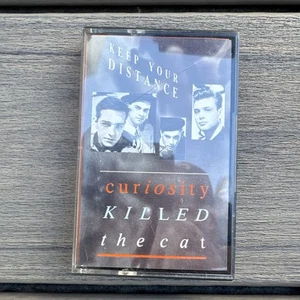 KEEP YOUR
DISTANCE
curiosity
KILLED
the cat